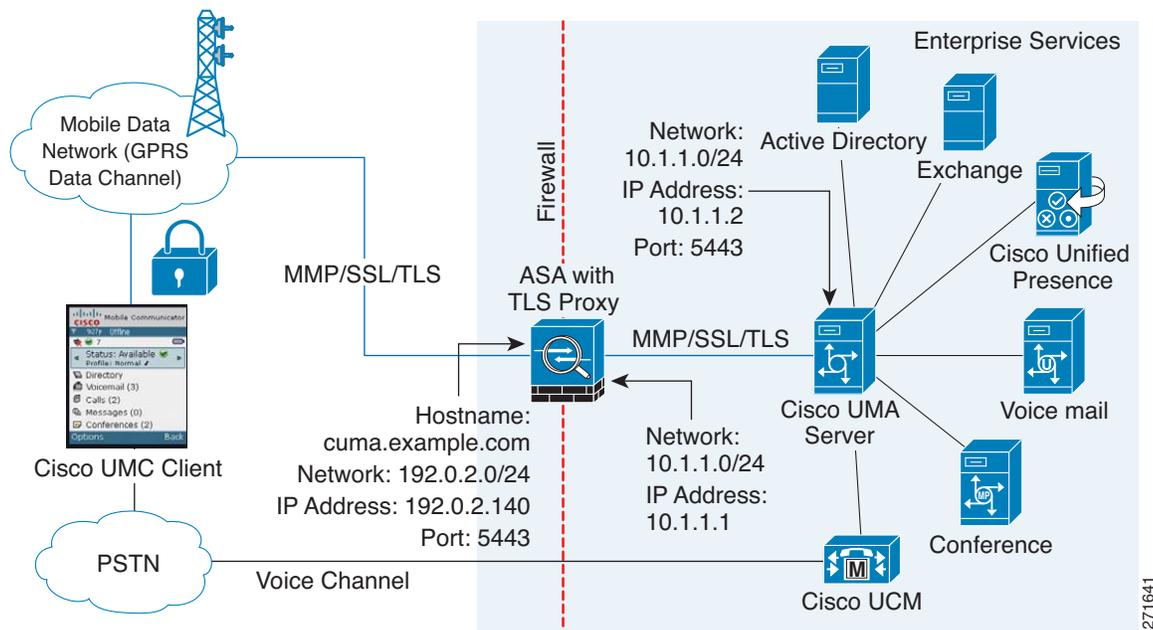 Enterprise Services
Mobile Data
Network (GPRS
Data Channel)
Firewall
Network:
10.1.1.0/24
IP Address:
10.1.1.2
Port: 5443
Active Directory
Exchange
Cisco Unified
Presence
MMP/SSL/TLS
ASA with
TLS Proxy
MMP/SSL/TLS
CISCO Mobile Communicator
Offline
7
Status: Available
Profile: Normal
Directory
Voicemail (3)
Calls (2)
Messages (0)
Conferences (2)
Options Back
Cisco UMC Client
Hostname:
cuma.example.com
Network: 192.0.2.0/24
IP Address: 192.0.2.140
Port: 5443
Network:
10.1.1.0/24
IP Address:
10.1.1.1
Cisco UMA
Server
U
Voice mail
MP
Conference
PSTN
Voice Channel
M
Cisco UCM
271641